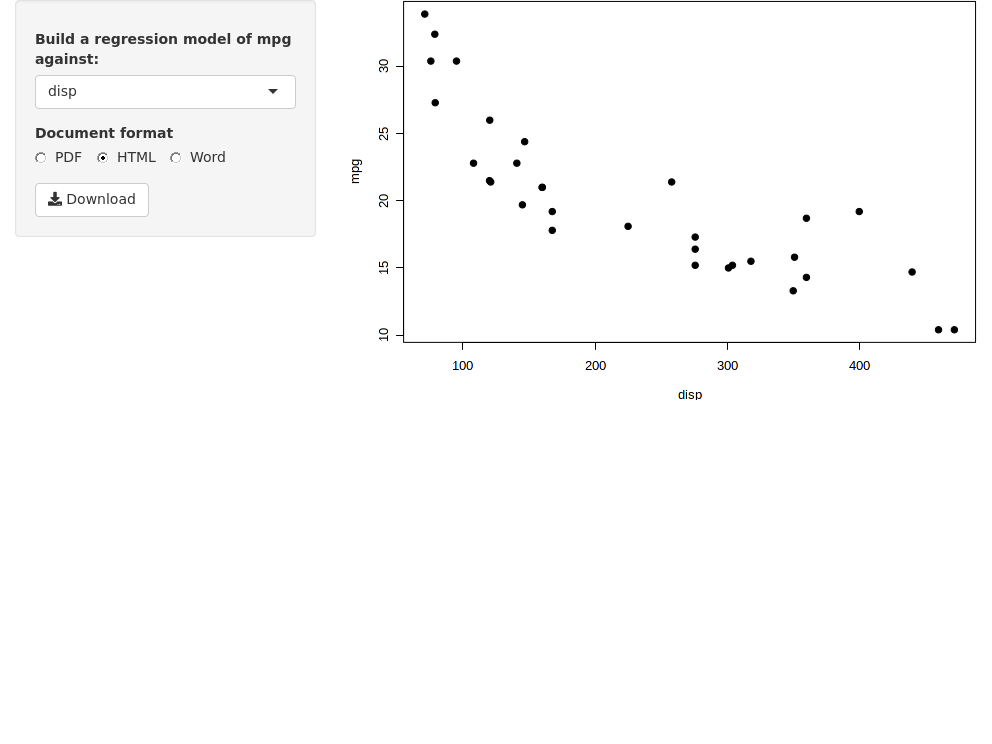 Build a regression model of mpg
against:
disp
Document format
PDF HTML Word
Download
mpg
30
25
20
15
10
100 200 300 400
disp